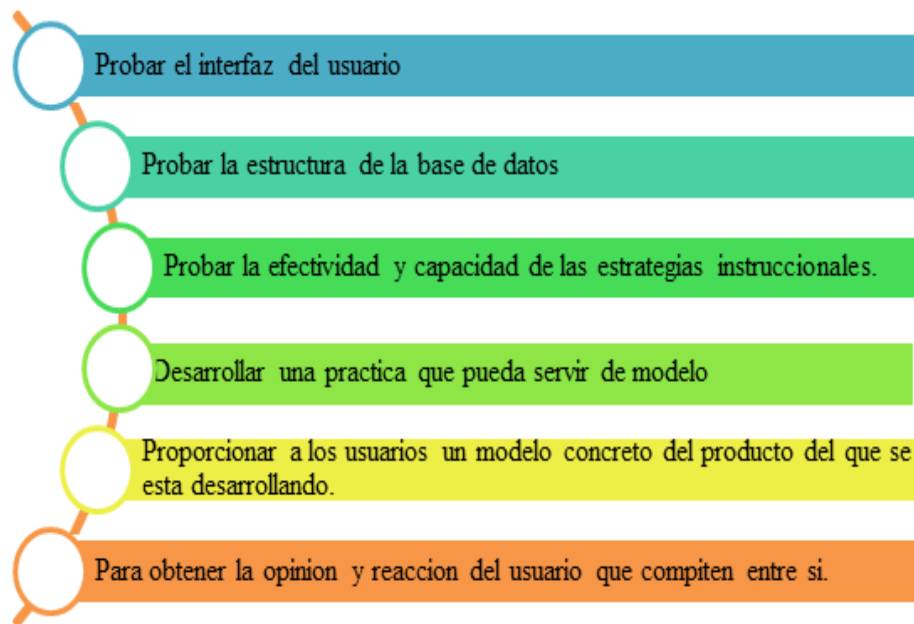 Probar el interfaz del usuario
Probar la estructura de la base de datos
Probar la efectividad y capacidad de las estrategias instruccionales.
Desarrollar una practica que pueda servir de modelo
Proporcionar a los usuarios un modelo concreto del producto del que se
esta desarrollando.
Para obtener la opinion y reaccion del usuario que compiten entre si.